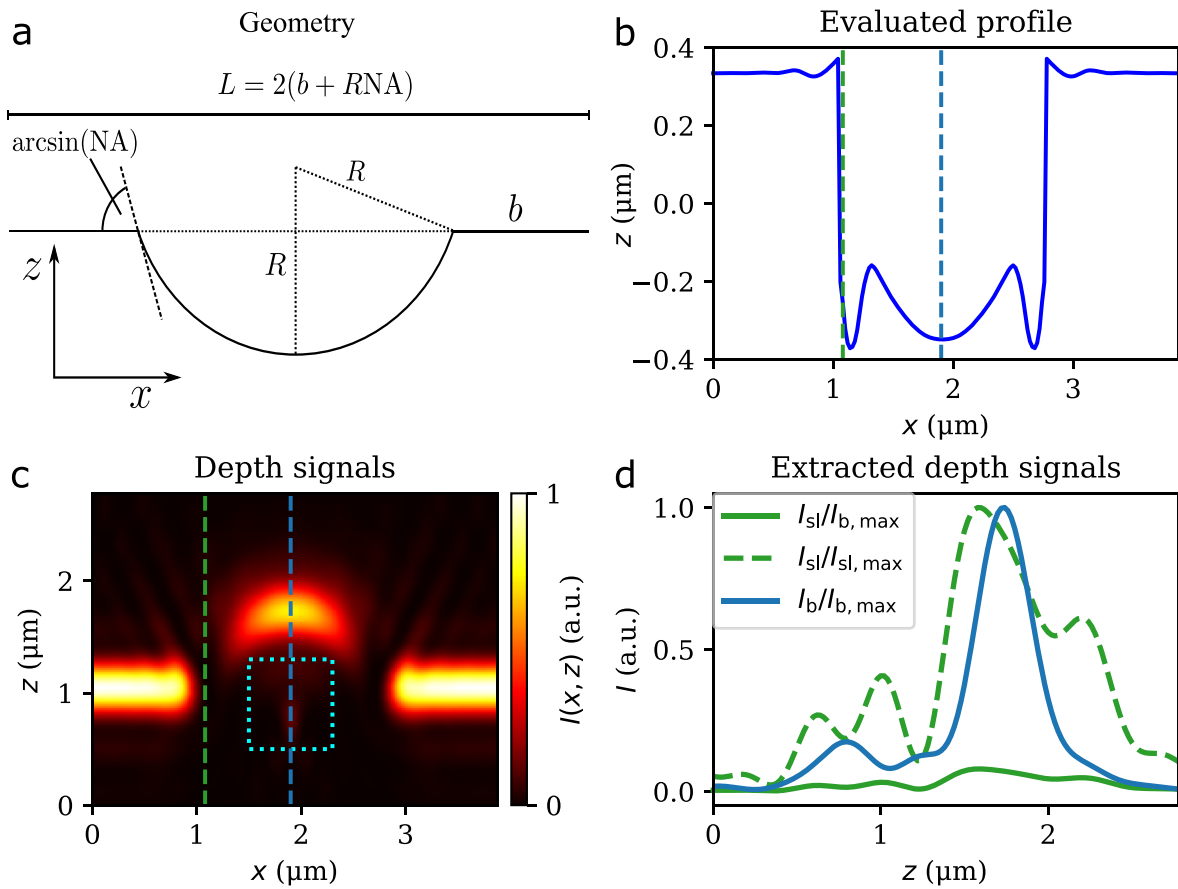 a
Geometry
L = 2(b + RNA)
arcsin(NA)
R
b
R
z
x
b
Evaluated profile
0.4
0.2
0.0
−0.2
−0.4
z (µm)
0
1
2
3
x (µm)
c
Depth signals
2
1
0
z (µm)
0
1
2
3
x (µm)
1
0
I(x, z) (a.u.)
d
Extracted depth signals
I_sl/I_b, max
I_sl/I_sl, max
I_b/I_b, max
1.0
0.5
0.0
I (a.u.)
0
1
2
z (µm)